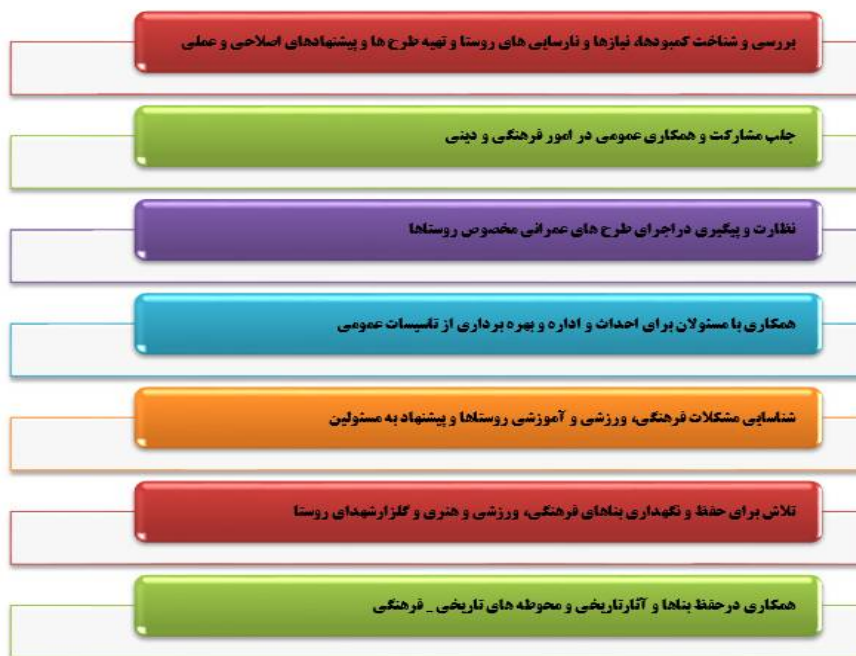 بررسی و شناخت کمبودها، نیازها و نارسایی های روستا و تهیه طرح ها و پیشنهادهای اصلاحی و عملی
جلب مشارکت و همکاری عمومی در امور فرهنگی و دینی
نظارت و پیگیری دراجرای طرح های عمرانی مخصوص روستاها
همکاری با مسئولان برای احداث و اداره و بهره برداری از تاسیسات عمومی
شناسایی مشکلات فرهنگی، ورزشی و آموزشی روستاها و پیشنهاد به مسئولین
تلاش برای حفظ و نگهداری بناهای فرهنگی، ورزشی و هنری و گلزارشهدای روستا
همکاری درحفظ بناها و آثارتاریخی و محوطه های تاریخی _ فرهنگی